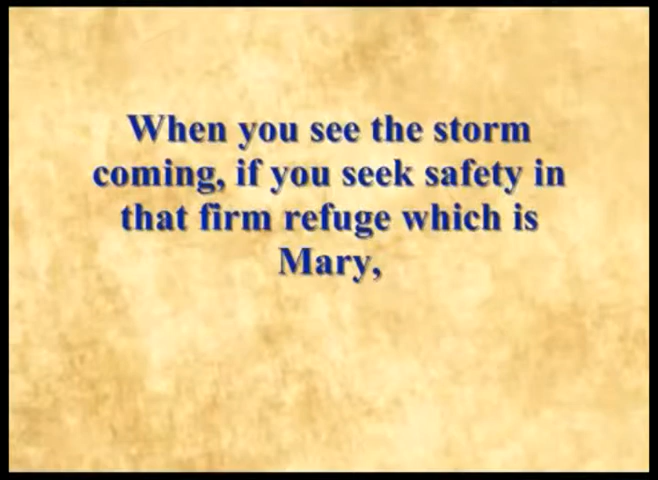 When you see the storm
coming, if you seek safety in
that firm refuge which is
Mary,